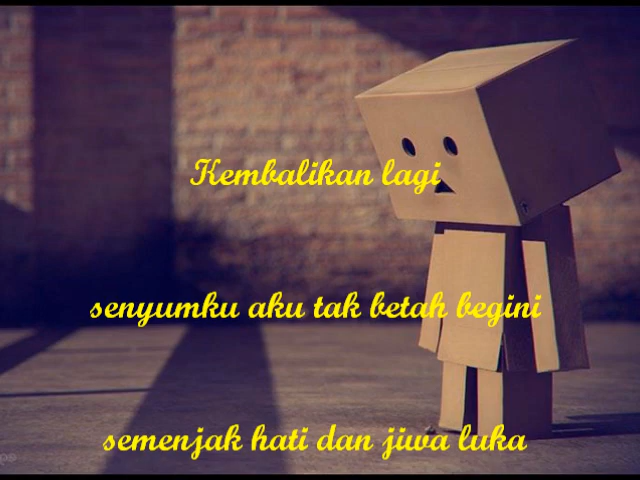 Kembalikan lagi
senyumku aku tak betah begini
semenjak hati dan jiwa luka